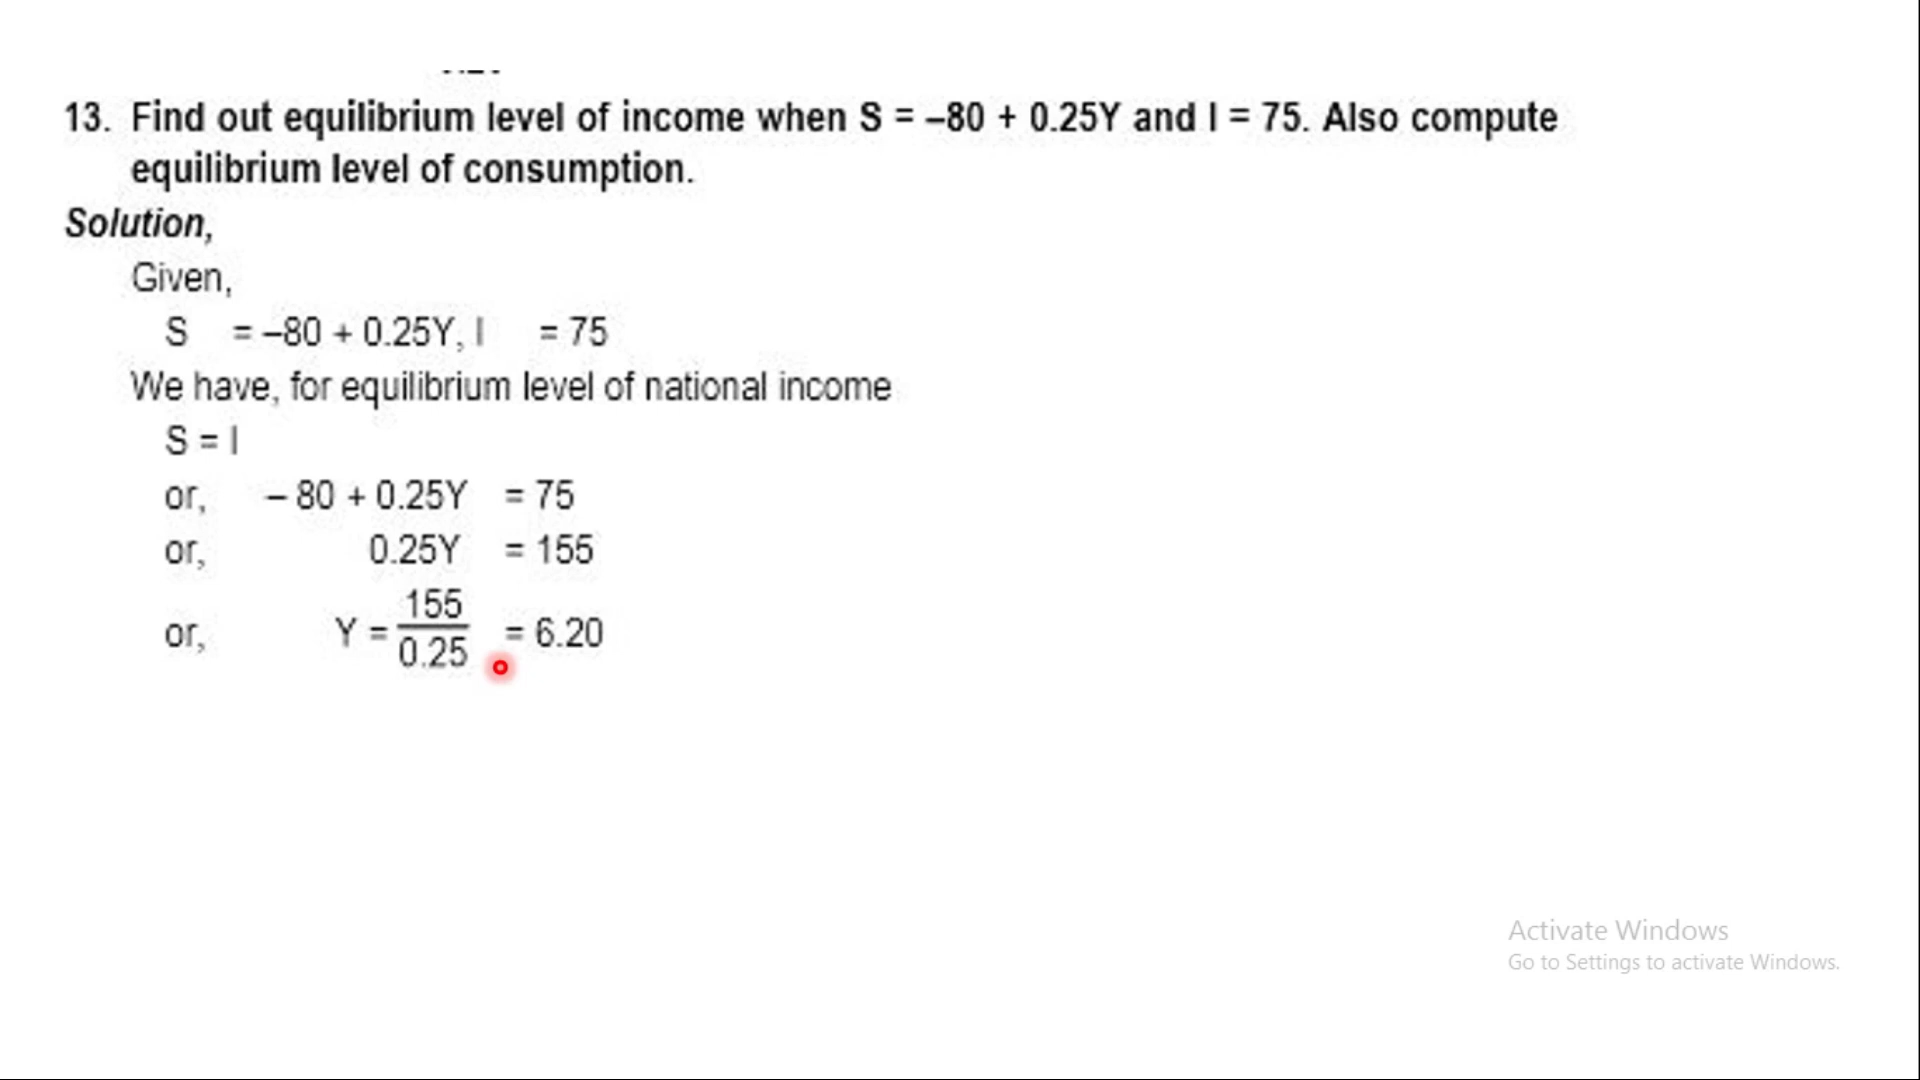 13. Find out equilibrium level of income when S = –80 + 0.25Y and I = 75. Also compute
equilibrium level of consumption.
Solution,
Given,
S = –80 + 0.25Y, I = 75
We have, for equilibrium level of national income
S = I
or, – 80 + 0.25Y = 75
or, 0.25Y = 155
or, Y = 155/0.25 = 6.20
Activate Windows
Go to Settings to activate Windows.